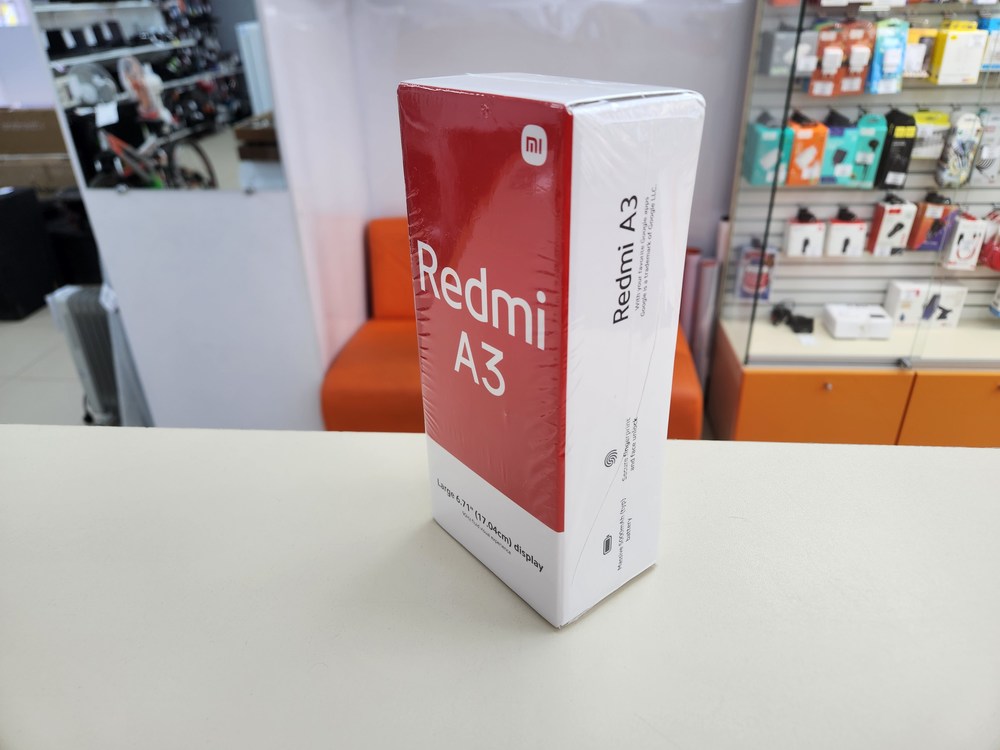 mi
Redmi
A3
Large 6.71" (17.04cm) display
Redmi A3
With your favorite Google apps
Google is a trademark of Google LLC.
Secure fingerprint
and face unlock
Massive 5000mAh (typ)
battery